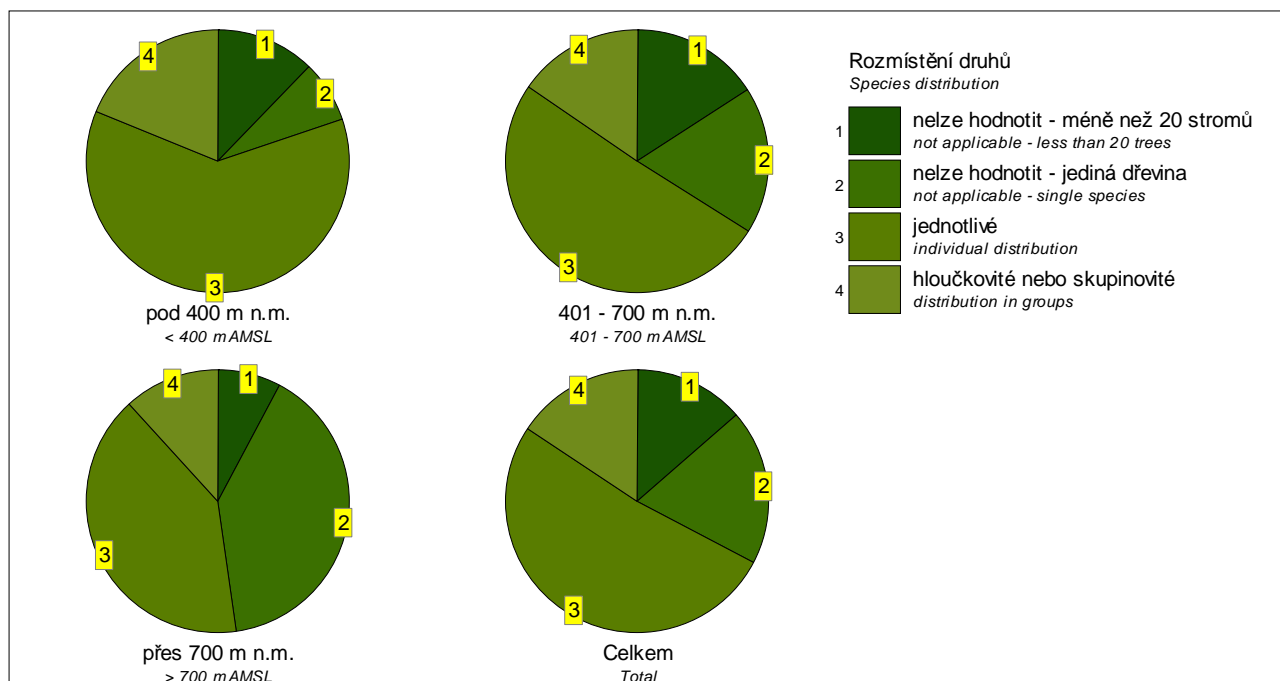 4
1
2
3
pod 400 m n.m.
< 400 m AMSL
4
1
2
3
401 - 700 m n.m.
401 - 700 m AMSL
Rozmístění druhů
Species distribution
1 nelze hodnotit - méně než 20 stromů
not applicable - less than 20 trees
2 nelze hodnotit - jediná dřevina
not applicable - single species
3 jednotlivé
individual distribution
4 hloučkovité nebo skupinovité
distribution in groups
4
1
2
3
přes 700 m n.m.
> 700 m AMSL
4
1
2
3
Celkem
Total